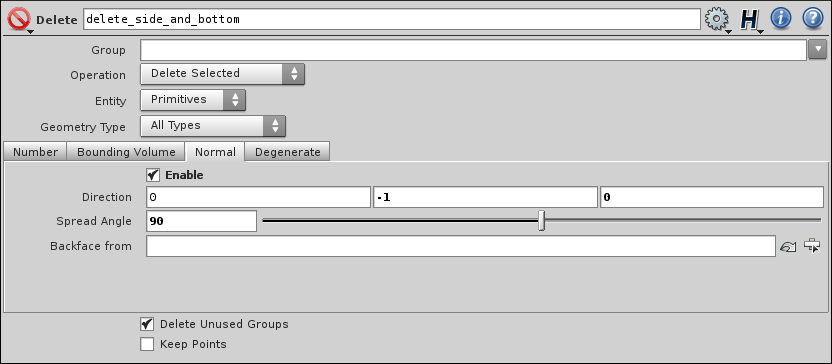 Delete delete_side_and_bottom H i ?
Group
Operation Delete Selected
Entity Primitives
Geometry Type All Types
Number Bounding Volume Normal Degenerate
Enable
Direction 0 -1 0
Spread Angle 90
Backface from
Delete Unused Groups
Keep Points